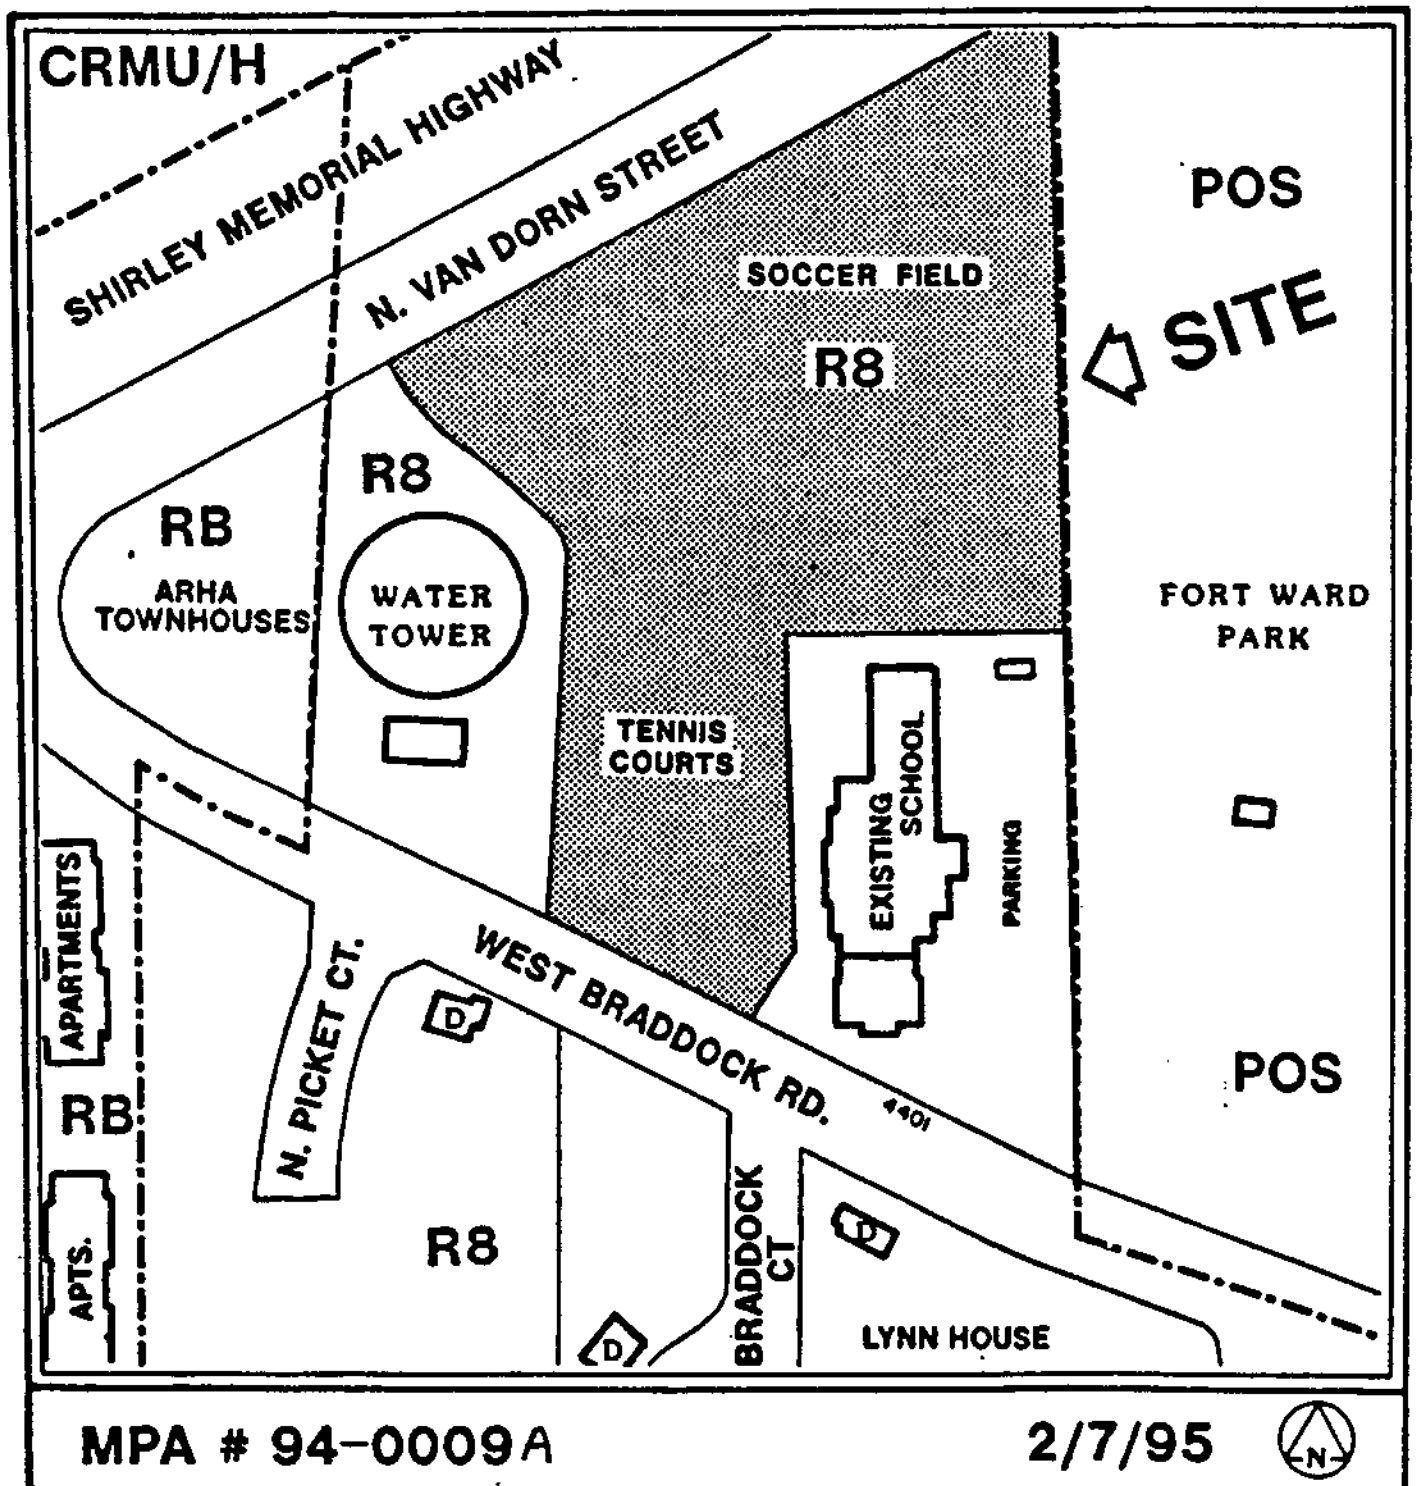 CRMU/H
SHIRLEY MEMORIAL HIGHWAY
N. VAN DORN STREET
POS
SOCCER FIELD
SITE
R8
R8
RB
ARHA
TOWNHOUSES
WATER
TOWER
FORT WARD
PARK
TENNIS
COURTS
EXISTING
SCHOOL
PARKING
APARTMENTS
WEST BRADDOCK RD.
N. PICKET CT.
D
POS
4401
RB
BRADDOCK
CT
D
R8
APTS.
LYNN HOUSE
D
MPA # 94-0009A
2/7/95
N